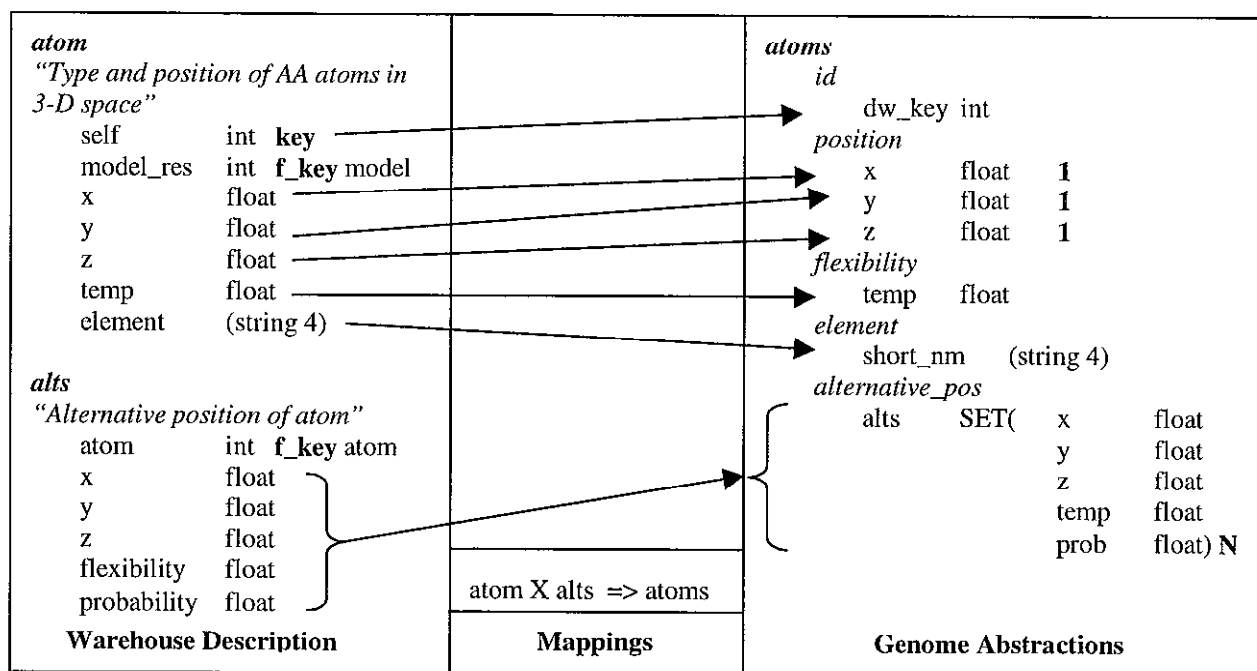 atom
"Type and position of AA atoms in
3-D space"
self int key
model_res int f_key model
x float
y float
z float
temp float
element (string 4)
alts
"Alternative position of atom"
atom int f_key atom
x float
y float
z float
flexibility float
probability float
Warehouse Description
atom X alts => atoms
Mappings
atoms
id
dw_key int
position
x float 1
y float 1
z float 1
flexibility
temp float
element
short_nm (string 4)
alternative_pos
alts SET( x float
y float
z float
temp float
prob float) N
Genome Abstractions